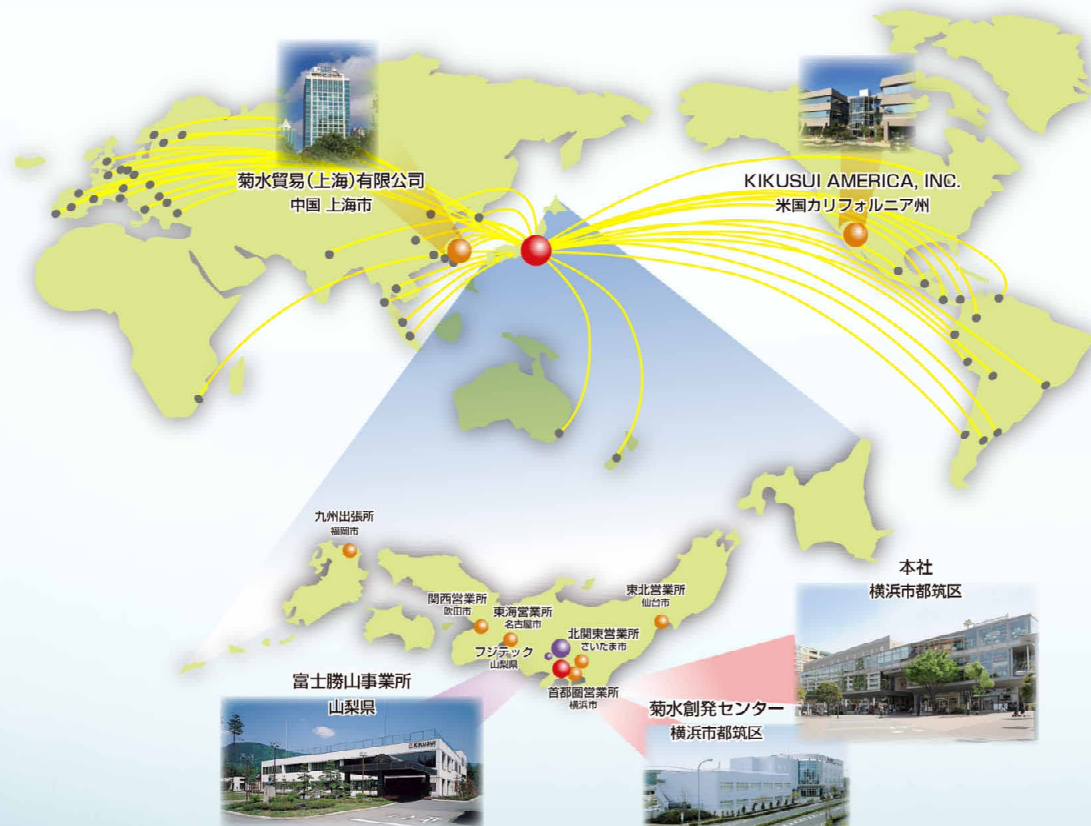 菊水貿易(上海)有限公司
中国 上海市
KIKUSUI AMERICA, INC.
米国カリフォルニア州
九州出張所
福岡市
関西営業所
吹田市
東海営業所
名古屋市
フジテック
山梨県
北関東営業所
さいたま市
首都圏営業所
横浜市
東北営業所
仙台市
本社
横浜市都筑区
富士勝山事業所
山梨県
KIKUSUI
菊水創発センター
横浜市都筑区